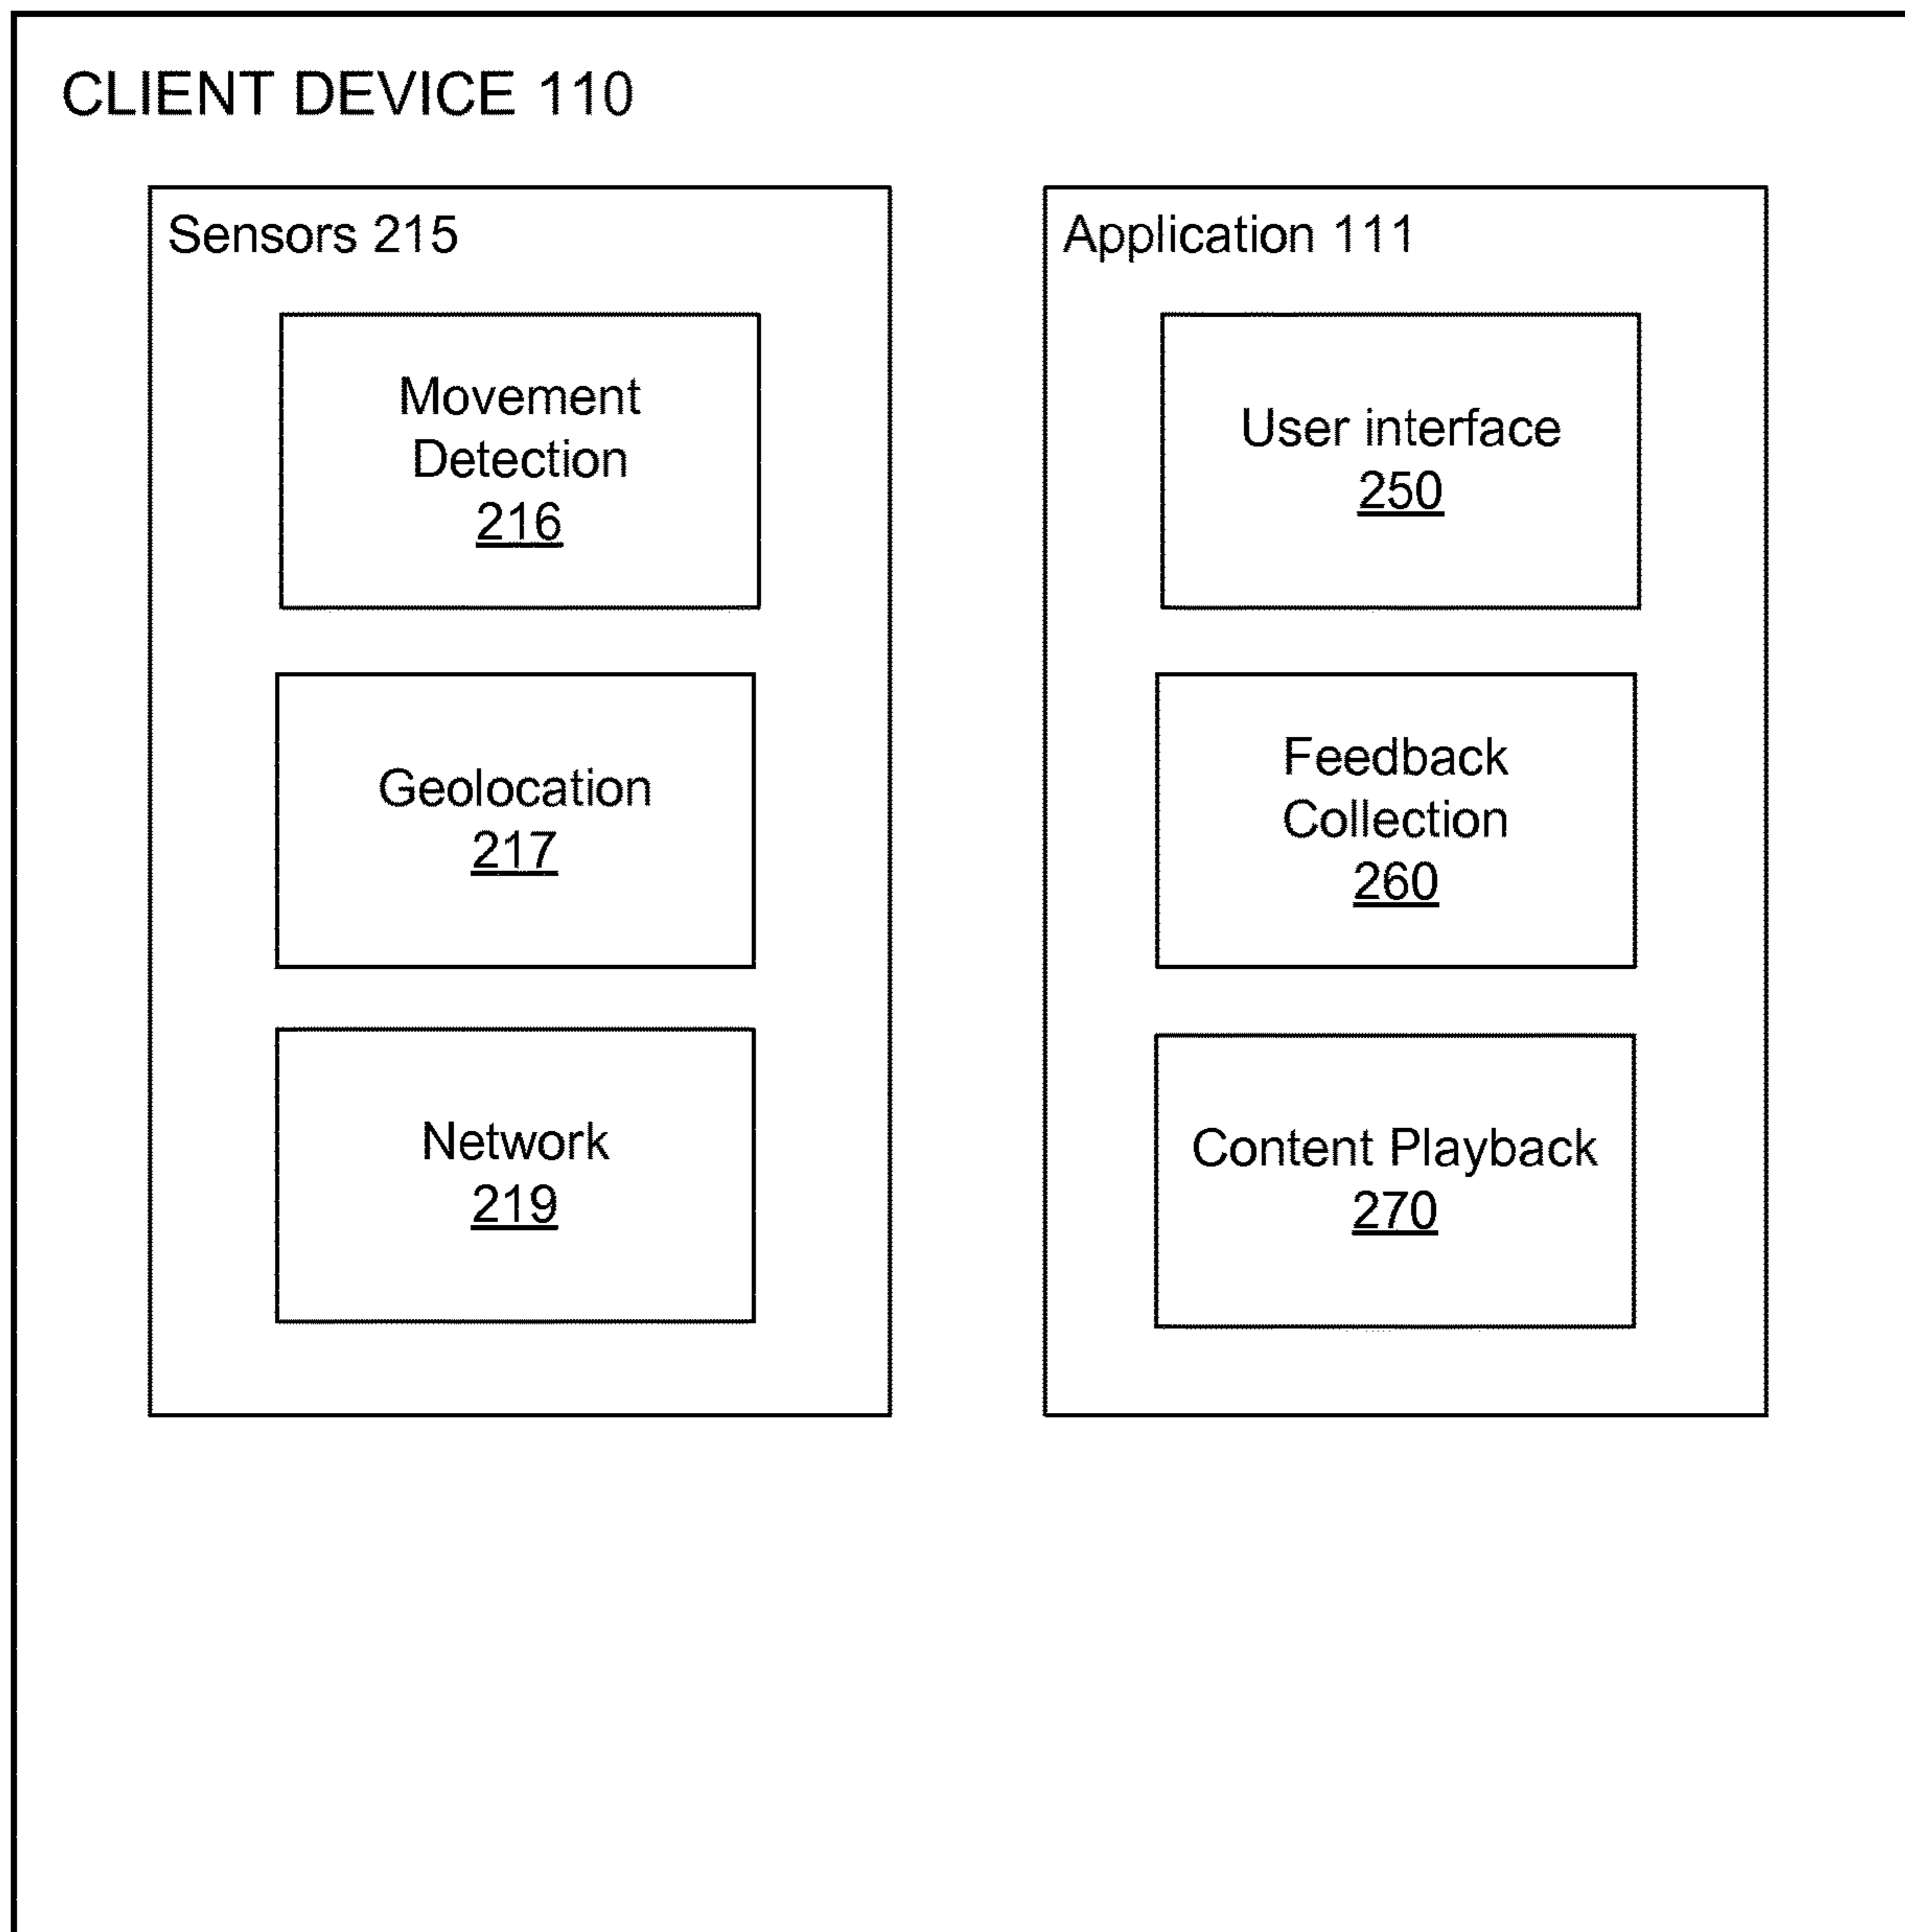 CLIENT DEVICE 110
Sensors 215
Movement
Detection
216
Geolocation
217
Network
219
Application 111
User interface
250
Feedback
Collection
260
Content Playback
270